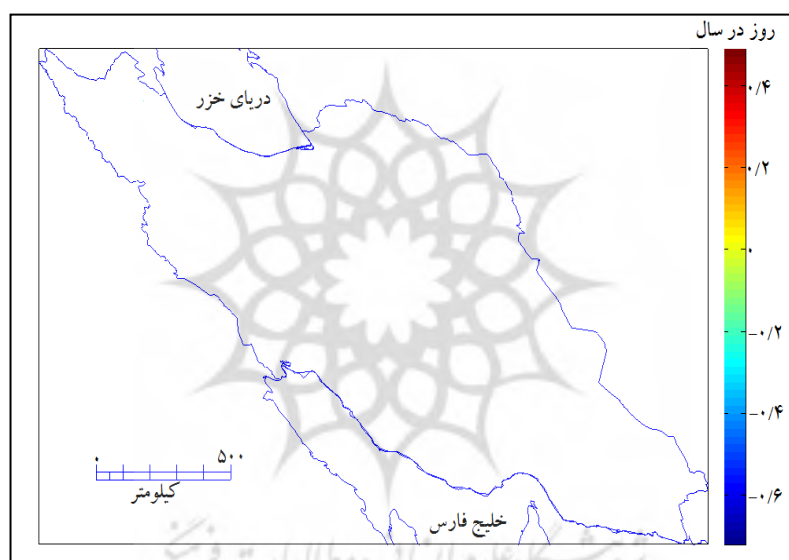 روز در سال
۰/۴
۰/۲
۰
-۰/۲
-۰/۴
-۰/۶
دریای خزر
۰ ۵۰۰
کیلومتر
خلیج فارس